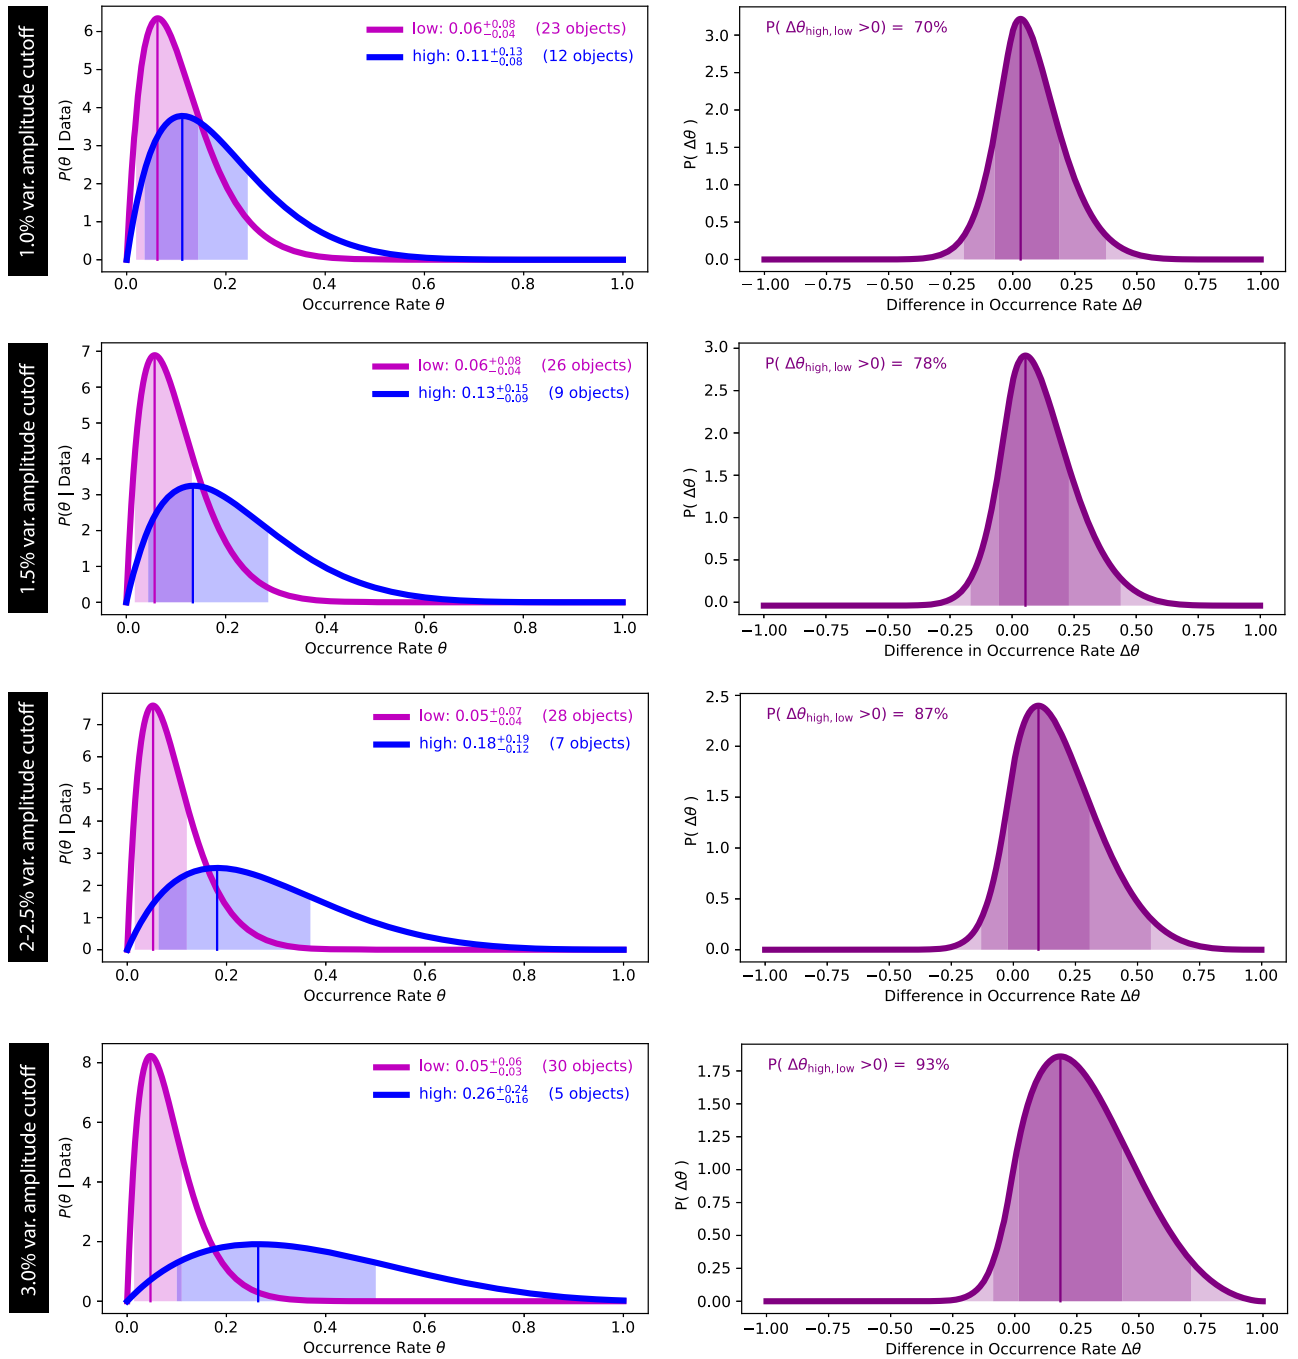 1.0% var. amplitude cutoff
P(θ | Data)
6
5
4
3
2
1
0
low: 0.06+0.08−0.04 (23 objects)
high: 0.11+0.13−0.08 (12 objects)
0.0 0.2 0.4 0.6 0.8 1.0
Occurrence Rate θ
P( Δθ )
3.0
2.5
2.0
1.5
1.0
0.5
0.0
P( Δθhigh, low >0) = 70%
−1.00 −0.75 −0.50 −0.25 0.00 0.25 0.50 0.75 1.00
Difference in Occurrence Rate Δθ
1.5% var. amplitude cutoff
P(θ | Data)
7
6
5
4
3
2
1
0
low: 0.06+0.08−0.04 (26 objects)
high: 0.13+0.15−0.09 (9 objects)
0.0 0.2 0.4 0.6 0.8 1.0
Occurrence Rate θ
P( Δθ )
3.0
2.5
2.0
1.5
1.0
0.5
0.0
P( Δθhigh, low >0) = 78%
−1.00 −0.75 −0.50 −0.25 0.00 0.25 0.50 0.75 1.00
Difference in Occurrence Rate Δθ
2-2.5% var. amplitude cutoff
P(θ | Data)
7
6
5
4
3
2
1
0
low: 0.05+0.07−0.04 (28 objects)
high: 0.18+0.19−0.12 (7 objects)
0.0 0.2 0.4 0.6 0.8 1.0
Occurrence Rate θ
P( Δθ )
2.5
2.0
1.5
1.0
0.5
0.0
P( Δθhigh, low >0) = 87%
−1.00 −0.75 −0.50 −0.25 0.00 0.25 0.50 0.75 1.00
Difference in Occurrence Rate Δθ
3.0% var. amplitude cutoff
P(θ | Data)
8
6
4
2
0
low: 0.05+0.06−0.03 (30 objects)
high: 0.26+0.24−0.16 (5 objects)
0.0 0.2 0.4 0.6 0.8 1.0
Occurrence Rate θ
P( Δθ )
1.75
1.50
1.25
1.00
0.75
0.50
0.25
0.00
P( Δθhigh, low >0) = 93%
−1.00 −0.75 −0.50 −0.25 0.00 0.25 0.50 0.75 1.00
Difference in Occurrence Rate Δθ